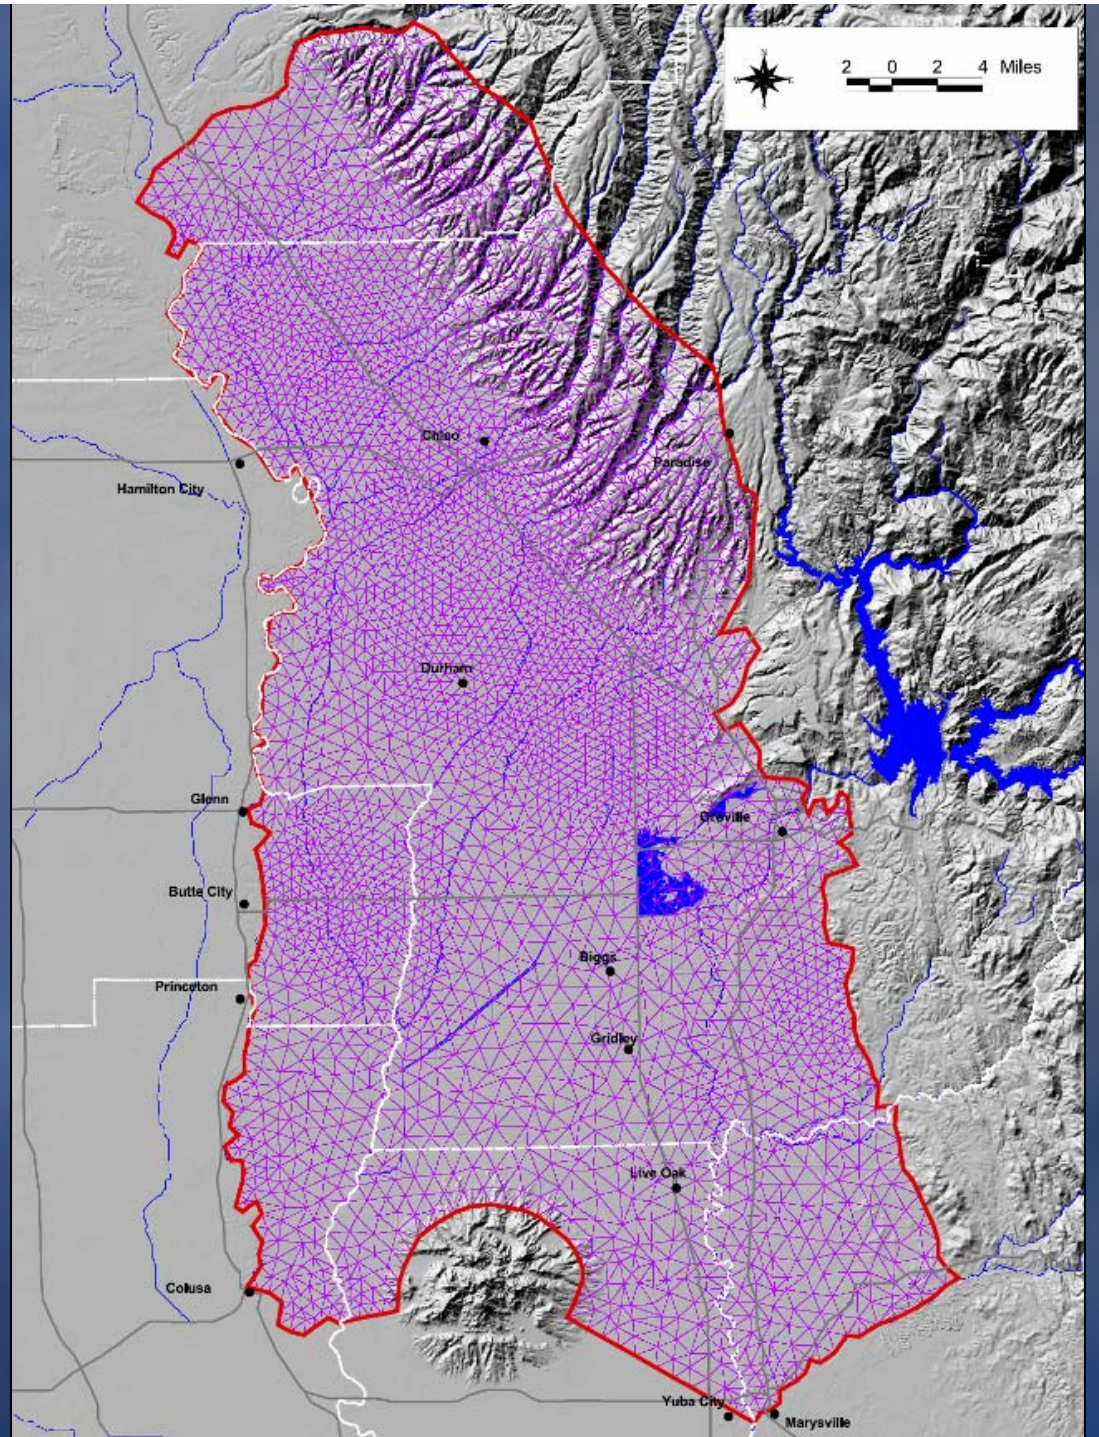 N
W E
S
2 0 2 4 Miles
Chico
Paradise
Hamilton City
Durham
Glenn
Oroville
Butte City
Biggs
Princeton
Gridley
Live Oak
Colusa
Yuba City
Marysville